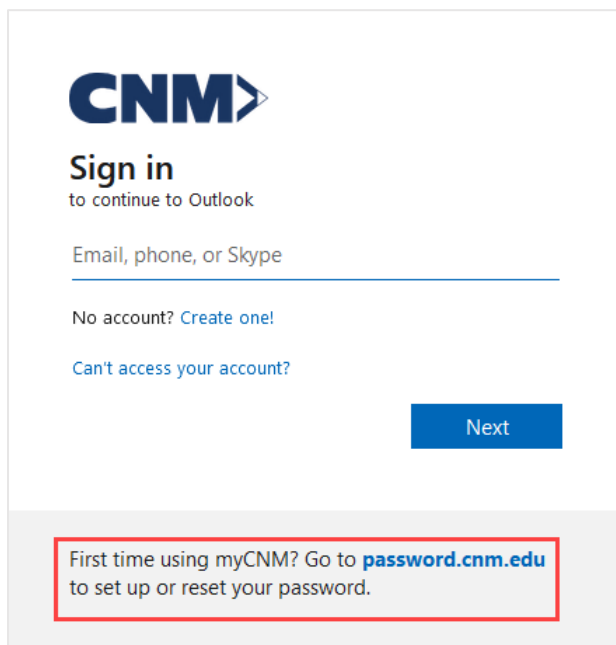 CNM
Sign in
to continue to Outlook
Email, phone, or Skype
No account? Create one!
Can't access your account?
Next
First time using myCNM? Go to password.cnm.edu
to set up or reset your password.